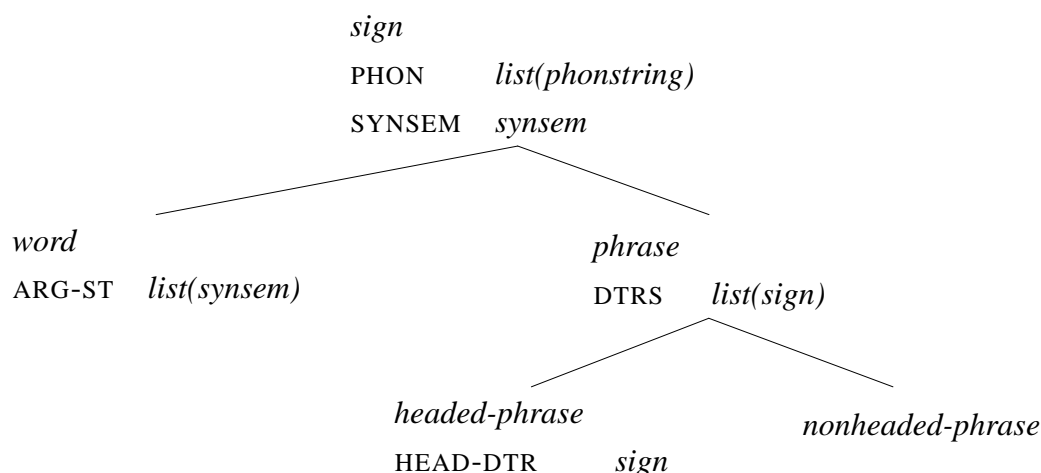 sign
PHON list(phonstring)
SYNSEM synsem
word
ARG-ST list(synsem)
phrase
DTRS list(sign)
headed-phrase
HEAD-DTR sign
nonheaded-phrase